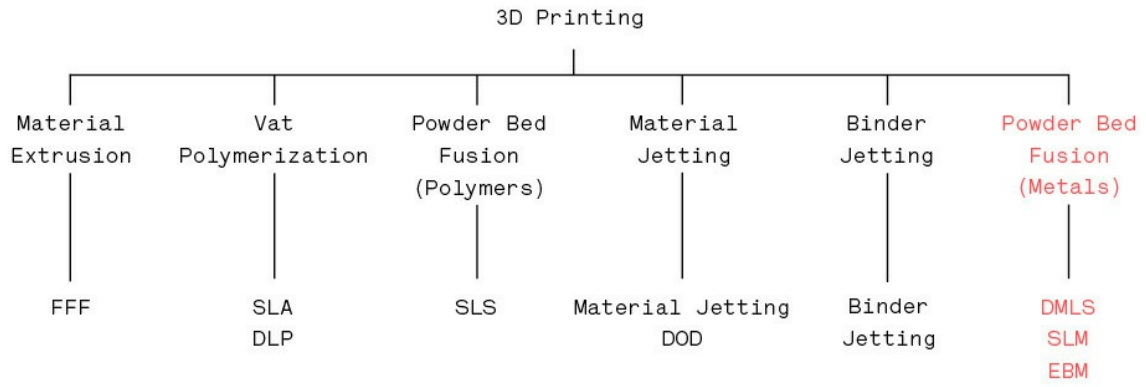 3D Printing
Material
Extrusion
Vat
Polymerization
Powder Bed
Fusion
(Polymers)
Material
Jetting
Binder
Jetting
Powder Bed
Fusion
(Metals)
FFF
SLA
DLP
SLS
Material Jetting
DOD
Binder
Jetting
DMLS
SLM
EBM